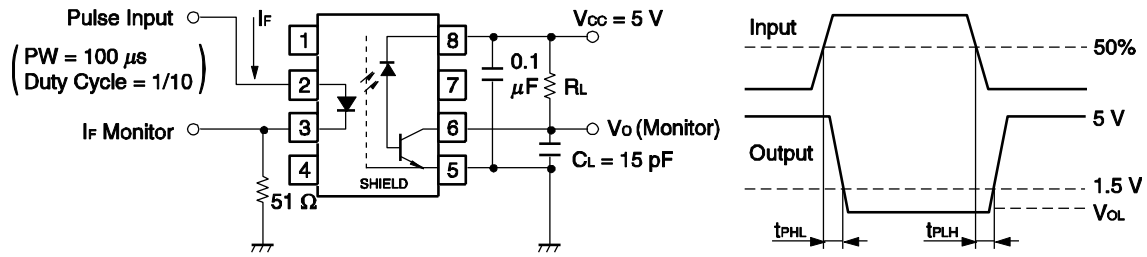 Pulse Input
IF
PW = 100 μs
Duty Cycle = 1/10
IF Monitor
51 Ω
1
2
3
4
8
7
6
5
SHIELD
VCC = 5 V
0.1
μF
RL
VO (Monitor)
CL = 15 pF
Input
50%
5 V
Output
1.5 V
VOL
tPHL
tPLH